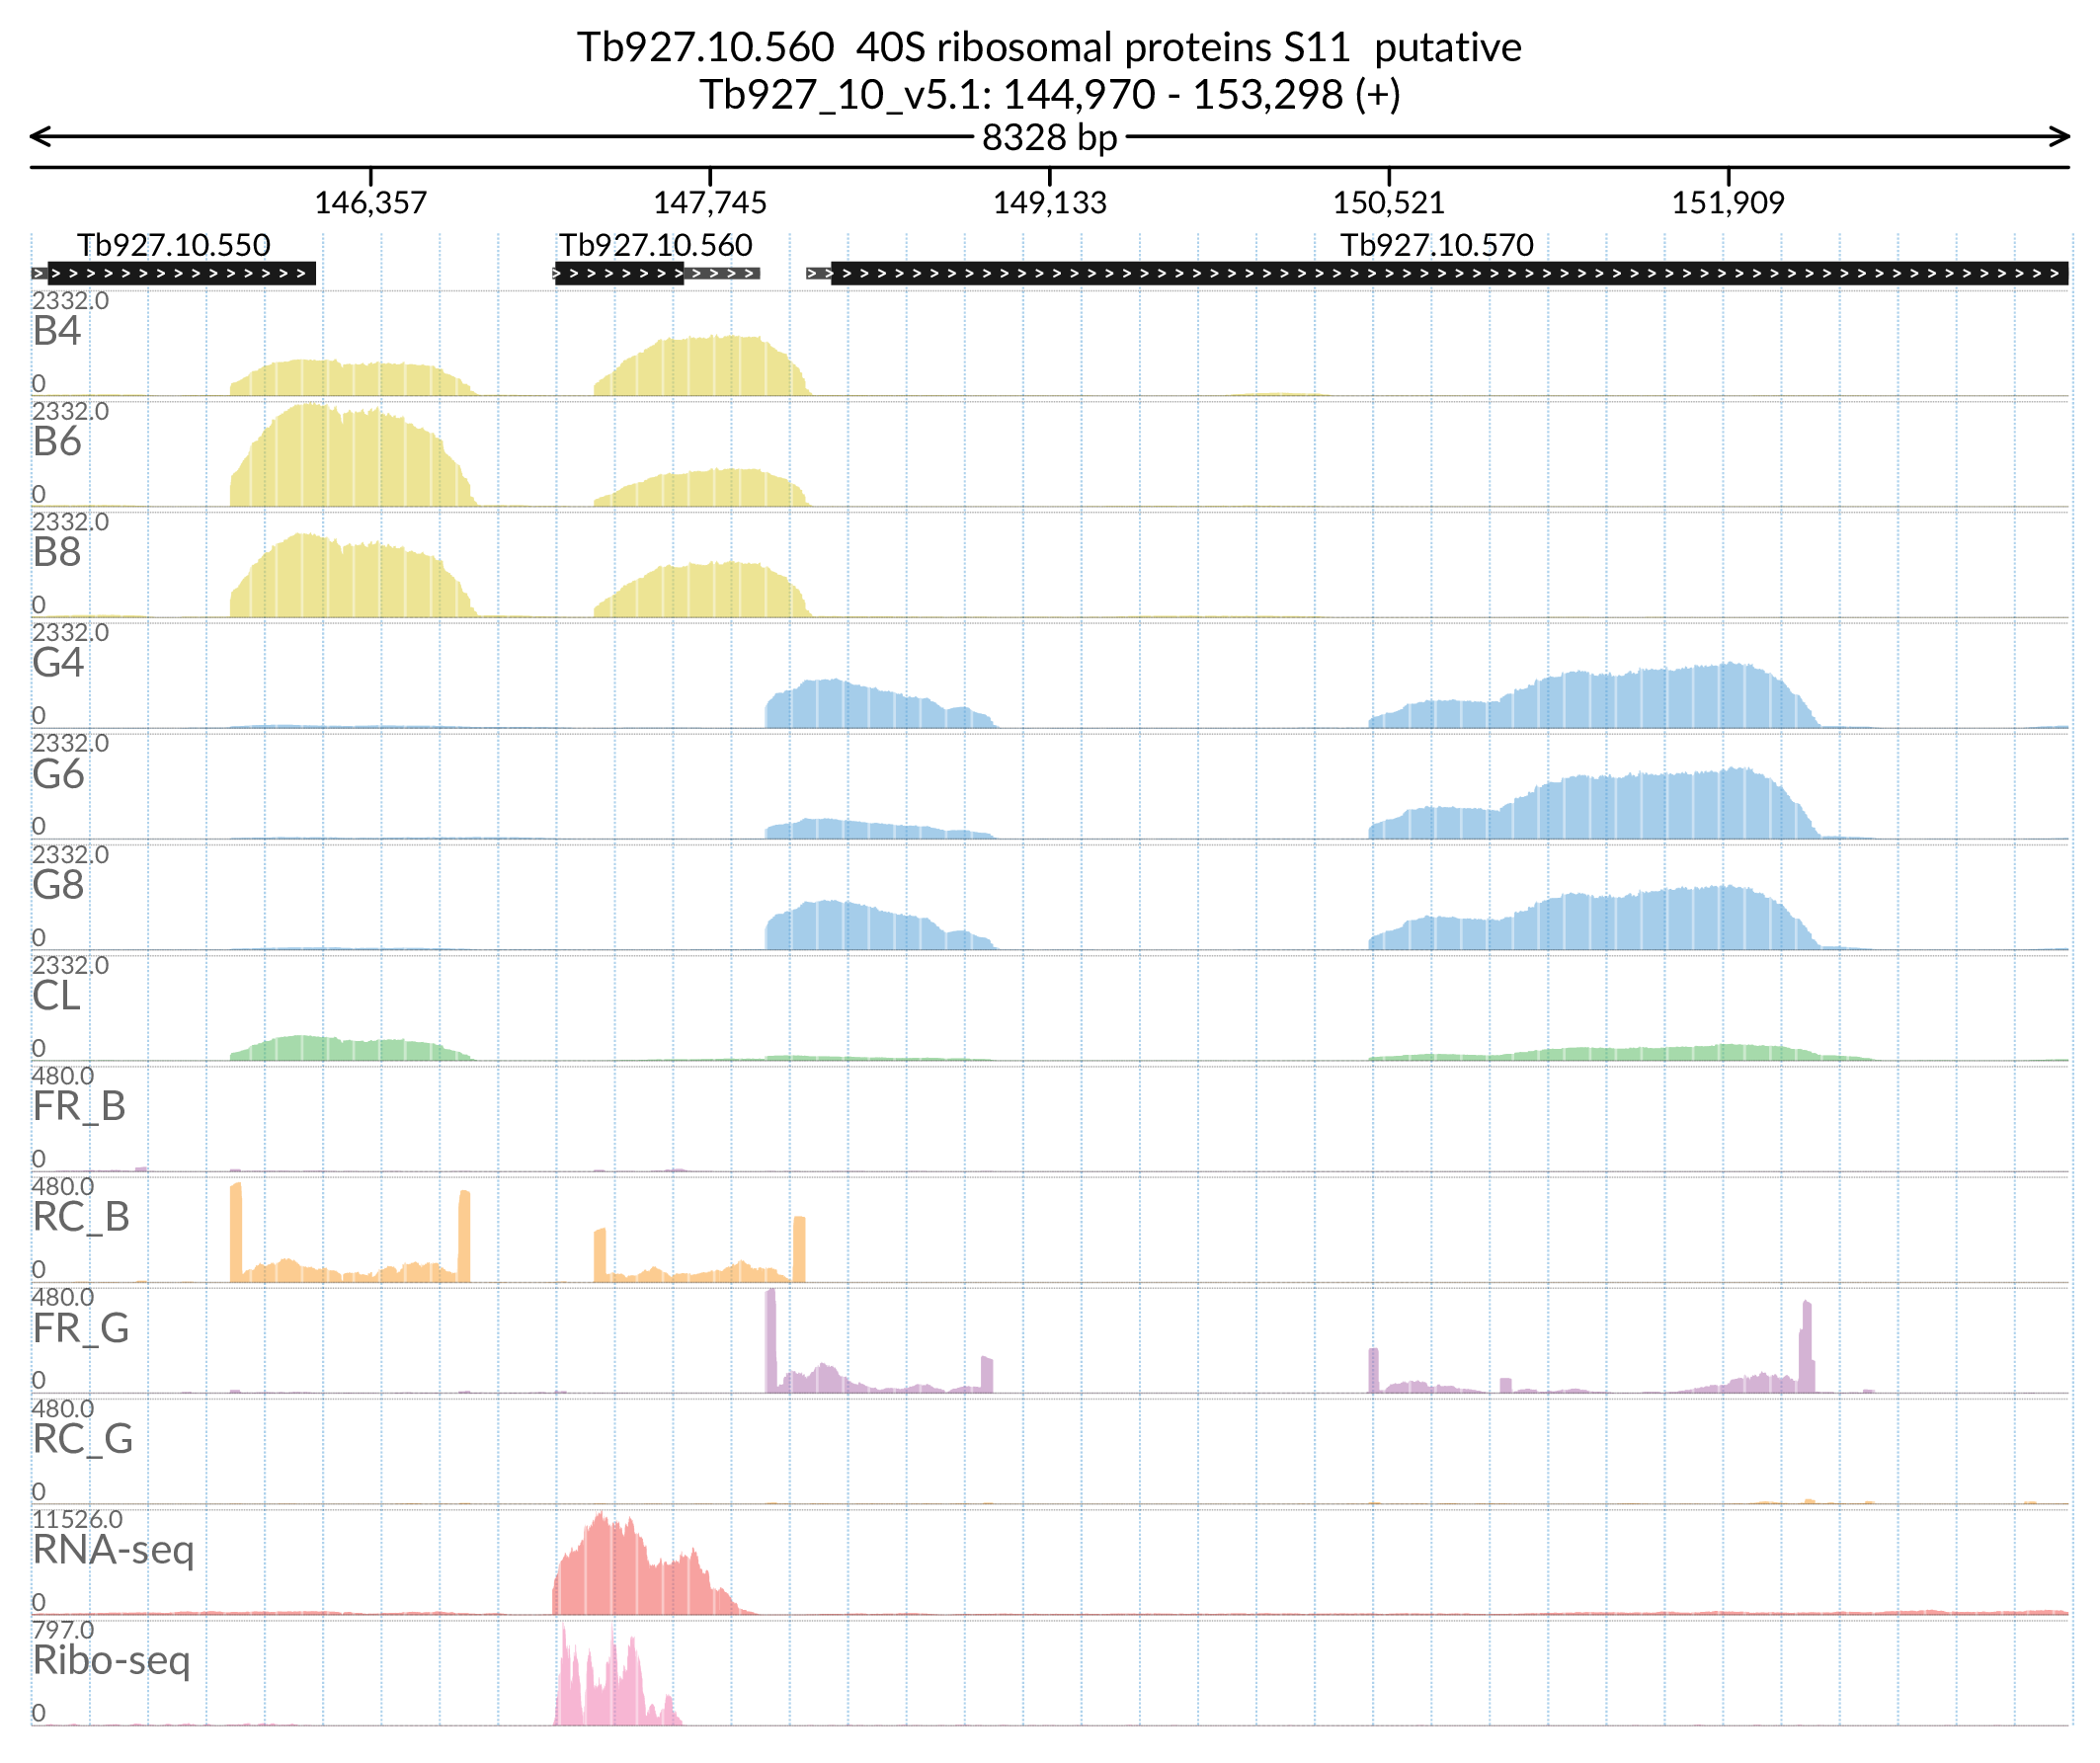 Tb927.10.560  40S ribosomal proteins S11  putative
Tb927_10_v5.1: 144,970 - 153,298 (+)
8328 bp
146,357 147,745 149,133 150,521 151,909
Tb927.10.550 Tb927.10.560 Tb927.10.570
2332.0
B4
0
2332.0
B6
0
2332.0
B8
0
2332.0
G4
0
2332.0
G6
0
2332.0
G8
0
2332.0
CL
0
480.0
FR_B
0
480.0
RC_B
0
480.0
FR_G
0
480.0
RC_G
0
11526.0
RNA-seq
0
797.0
Ribo-seq
0